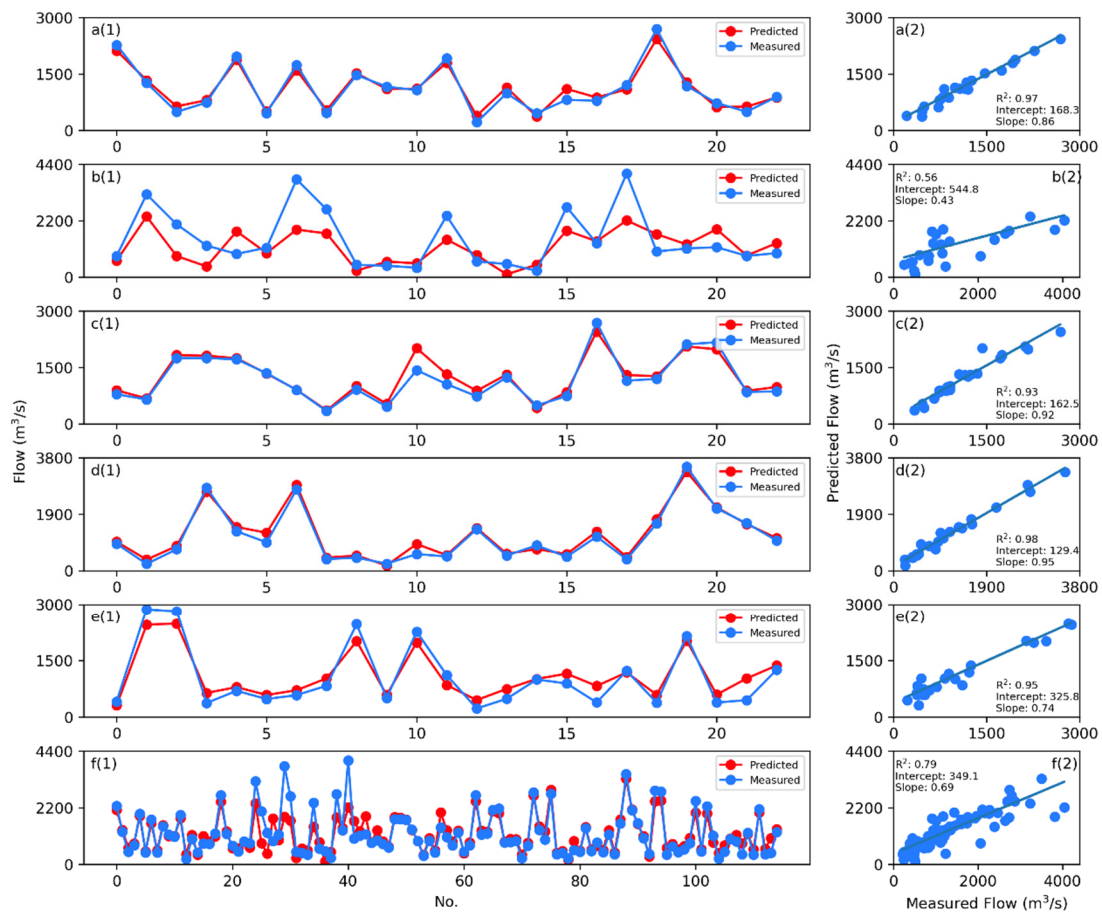 a(1)
Predicted
Measured
3000
1500
0
0 5 10 15 20
a(2)
R²: 0.97
Intercept: 168.3
Slope: 0.86
3000
1500
0
0 1500 3000
b(1)
Predicted
Measured
4400
2200
0
0 5 10 15 20
b(2)
R²: 0.56
Intercept: 544.8
Slope: 0.43
4400
2200
0
0 2000 4000
c(1)
Predicted
Measured
3000
1500
0
0 5 10 15 20
c(2)
R²: 0.93
Intercept: 162.5
Slope: 0.92
3000
1500
0
0 1500 3000
Flow (m³/s)
Predicted Flow (m³/s)
d(1)
Predicted
Measured
3800
1900
0
0 5 10 15 20
d(2)
R²: 0.98
Intercept: 129.4
Slope: 0.95
3800
1900
0
0 1900 3800
e(1)
Predicted
Measured
3000
1500
0
0 5 10 15 20
e(2)
R²: 0.95
Intercept: 325.8
Slope: 0.74
3000
1500
0
0 1500 3000
f(1)
Predicted
Measured
4400
2200
0
0 20 40 60 80 100
No.
f(2)
R²: 0.79
Intercept: 349.1
Slope: 0.69
4400
2200
0
0 2000 4000
Measured Flow (m³/s)